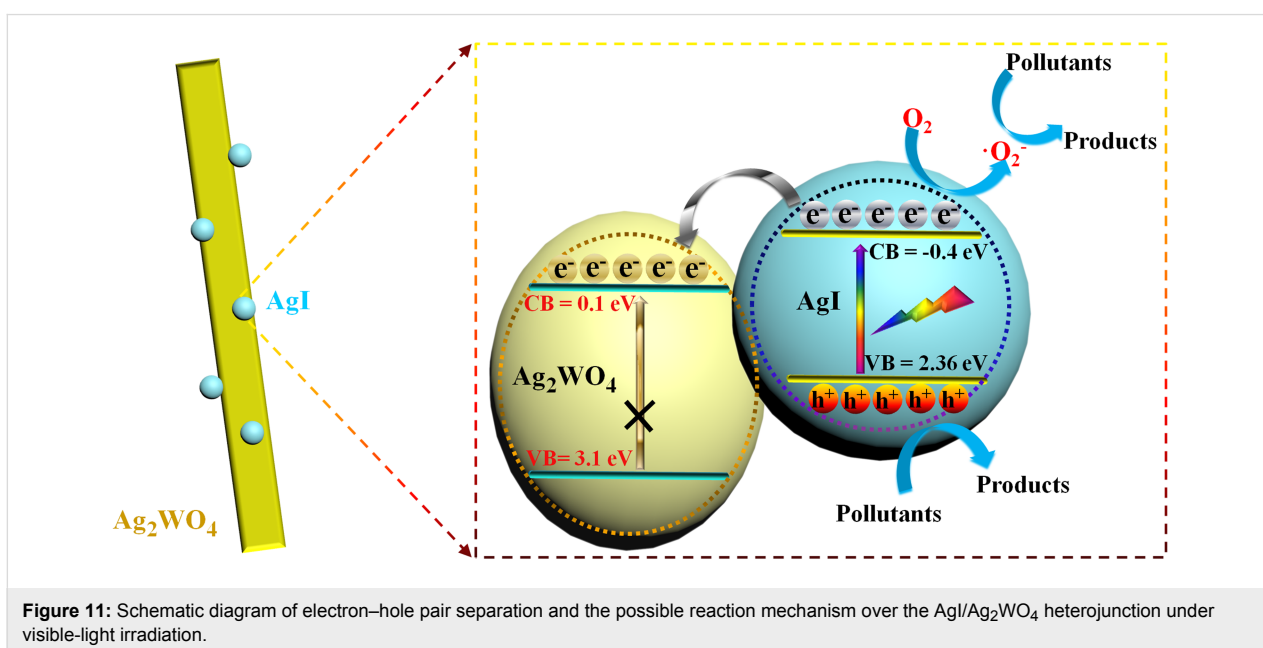 Pollutants
O₂
·O₂⁻
Products
e⁻ e⁻ e⁻ e⁻ e⁻
CB = -0.4 eV
e⁻ e⁻ e⁻ e⁻ e⁻
AgI
AgI
CB = 0.1 eV
VB = 2.36 eV
Ag₂WO₄
h⁺ h⁺ h⁺ h⁺ h⁺
VB= 3.1 eV
Products
Pollutants
Ag₂WO₄
Figure 11: Schematic diagram of electron–hole pair separation and the possible reaction mechanism over the AgI/Ag₂WO₄ heterojunction under
visible-light irradiation.